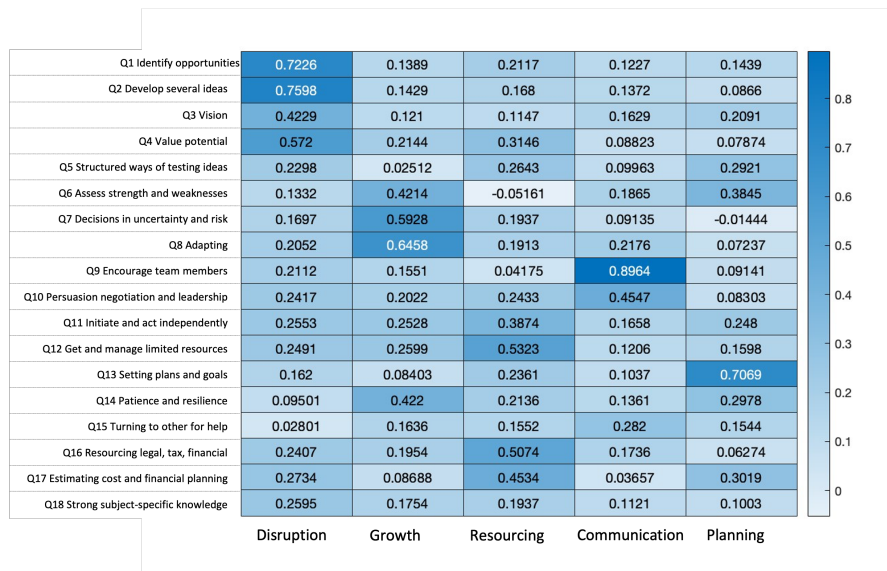 Q1 Identify opportunities 0.7226 0.1389 0.2117 0.1227 0.1439
Q2 Develop several ideas 0.7598 0.1429 0.168 0.1372 0.0866
Q3 Vision 0.4229 0.121 0.1147 0.1629 0.2091
Q4 Value potential 0.572 0.2144 0.3146 0.08823 0.07874
Q5 Structured ways of testing ideas 0.2298 0.02512 0.2643 0.09963 0.2921
Q6 Assess strength and weaknesses 0.1332 0.4214 -0.05161 0.1865 0.3845
Q7 Decisions in uncertainty and risk 0.1697 0.5928 0.1937 0.09135 -0.01444
Q8 Adapting 0.2052 0.6458 0.1913 0.2176 0.07237
Q9 Encourage team members 0.2112 0.1551 0.04175 0.8964 0.09141
Q10 Persuasion negotiation and leadership 0.2417 0.2022 0.2433 0.4547 0.08303
Q11 Initiate and act independently 0.2553 0.2528 0.3874 0.1658 0.248
Q12 Get and manage limited resources 0.2491 0.2599 0.5323 0.1206 0.1598
Q13 Setting plans and goals 0.162 0.08403 0.2361 0.1037 0.7069
Q14 Patience and resilience 0.09501 0.422 0.2136 0.1361 0.2978
Q15 Turning to other for help 0.02801 0.1636 0.1552 0.282 0.1544
Q16 Resourcing legal, tax, financial 0.2407 0.1954 0.5074 0.1736 0.06274
Q17 Estimating cost and financial planning 0.2734 0.08688 0.4534 0.03657 0.3019
Q18 Strong subject-specific knowledge 0.2595 0.1754 0.1937 0.1121 0.1003
Disruption Growth Resourcing Communication Planning
0.8
0.7
0.6
0.5
0.4
0.3
0.2
0.1
0